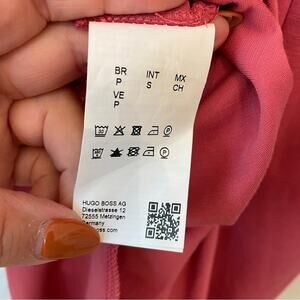 BR INT MX
P S CH
VE
P
HUGO BOSS AG
Dieselstrasse 12
72555 Metzingen
Germany